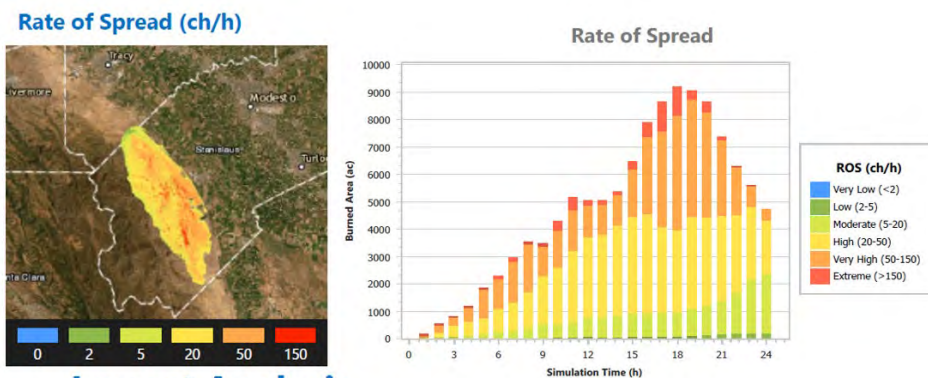 Rate of Spread (ch/h)
Tracy
Livermore
Modesto
Stanislaus
Turloc
nta Clara
0 2 5 20 50 150
Rate of Spread
Burned Area (ac)
10000
9000
8000
7000
6000
5000
4000
3000
2000
1000
0
0 3 6 9 12 15 18 21 24
Simulation Time (h)
ROS (ch/h)
Very Low (<2)
Low (2-5)
Moderate (5-20)
High (20-50)
Very High (50-150)
Extreme (>150)